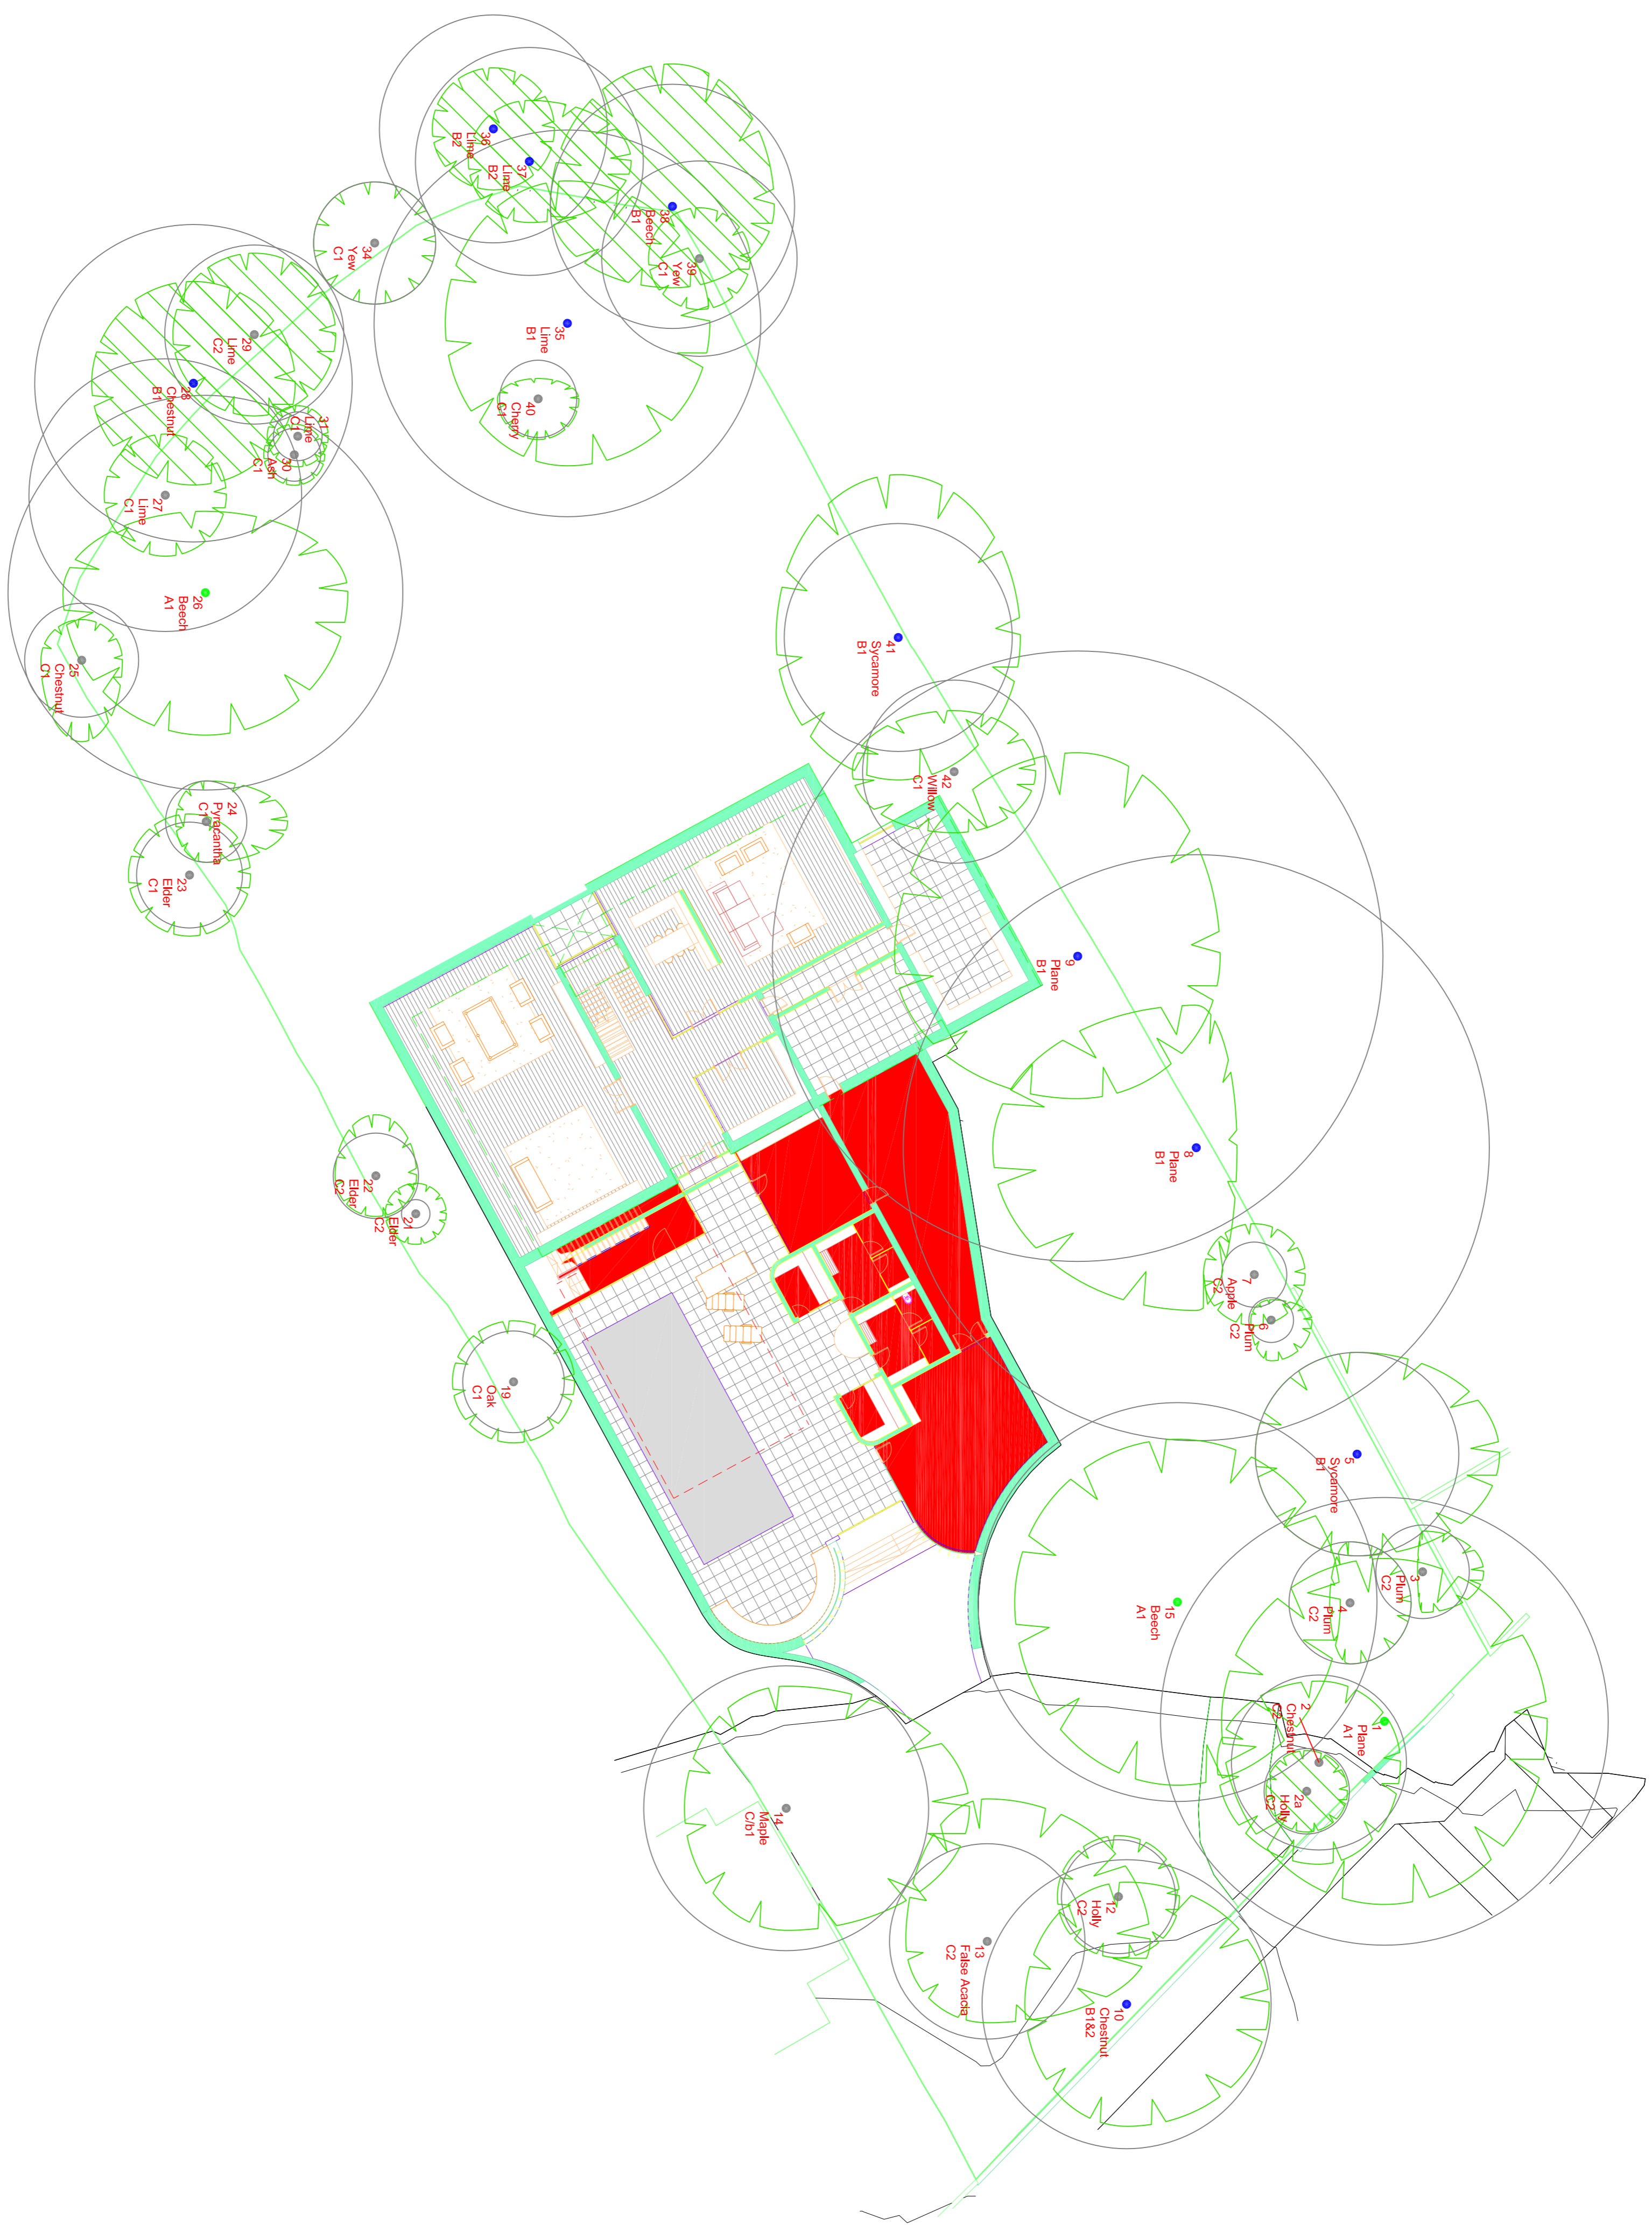 36
Lime
B2
37
Lime
B2
38
Beech
B1
39
Yew
C1
34
Yew
C1
35
Lime
B1
40
Cherry
C1
29
Lime
C2
28
Chestnut
B1
31
Lime
C1
30
Ash
C1
27
Lime
C1
26
Beech
A1
25
Chestnut
C1
24
Pyracantha
C1
23
Elder
C1
41
Sycamore
B1
42
Willow
C1
9
Plane
B1
8
Plane
B1
22
Elder
C2
21
Elder
C2
7
Apple
C2
6
Plum
C2
19
Oak
C1
5
Sycamore
B1
3
Plum
C2
4
Plum
C2
15
Beech
A1
1
Plane
A1
2
Chestnut
C2
2a
Holly
C2
14
Maple
C/b1
12
Holly
C2
13
False Acacia
C2
10
Chestnut
B1&2